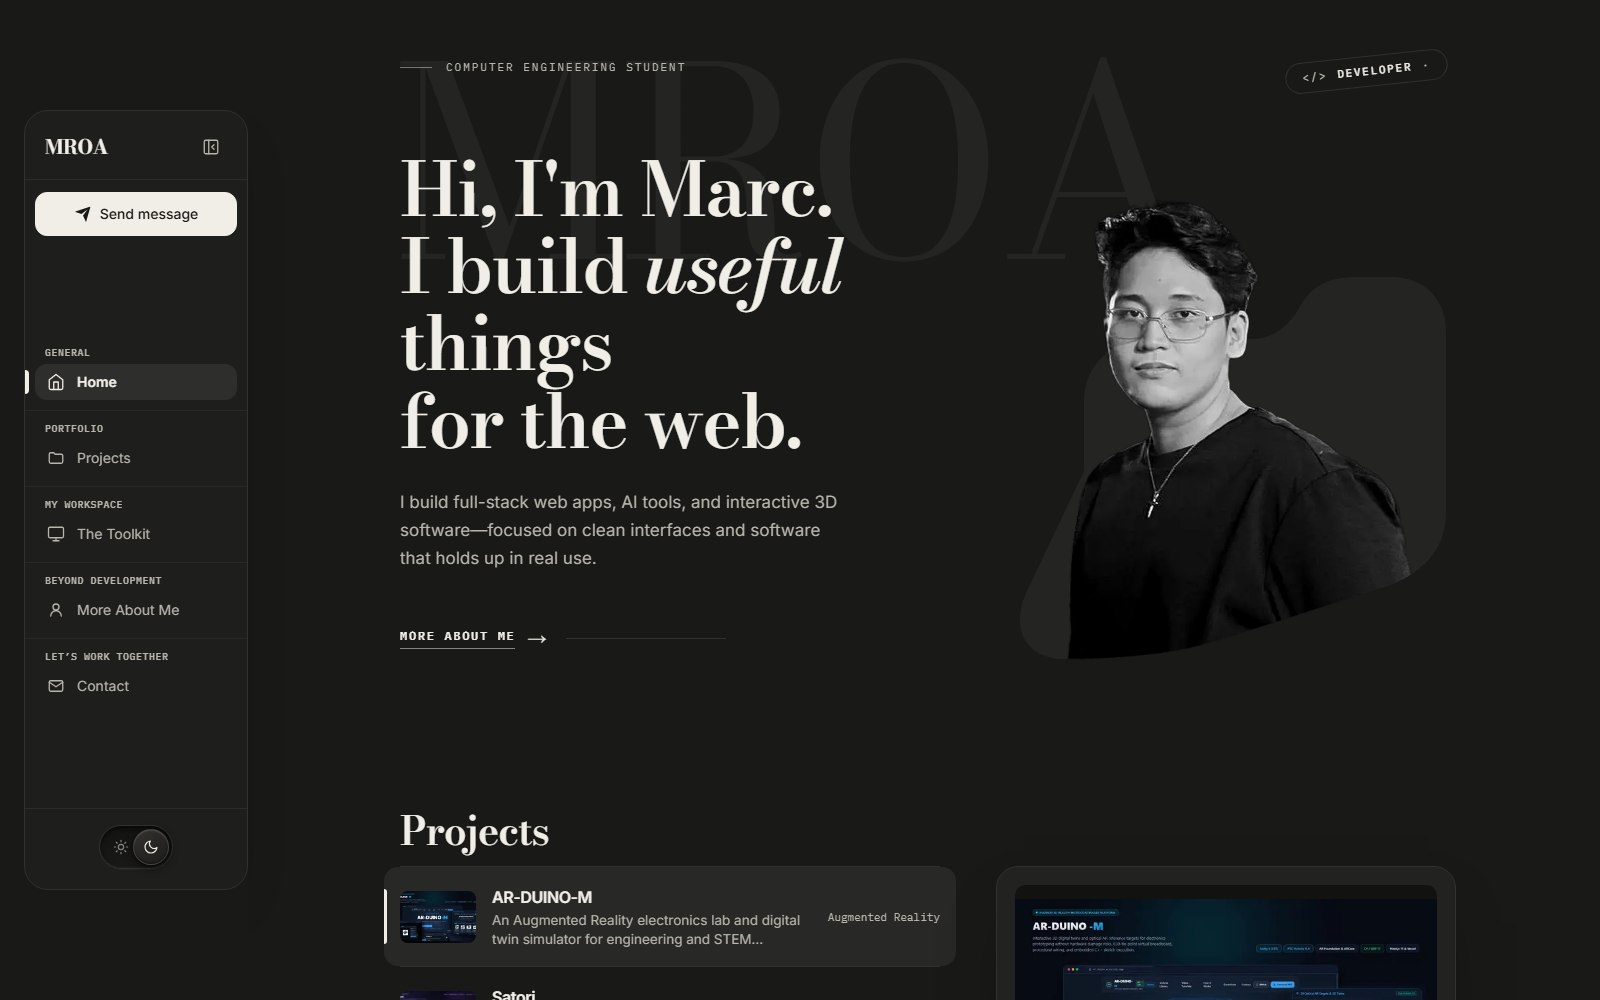 MROA
COMPUTER ENGINEERING STUDENT
</> DEVELOPER
MROA
Send message
GENERAL
Home
PORTFOLIO
Projects
MY WORKSPACE
The Toolkit
BEYOND DEVELOPMENT
More About Me
LET'S WORK TOGETHER
Contact
Hi, I'm Marc.
I build useful
things
for the web.
I build full-stack web apps, AI tools, and interactive 3D
software—focused on clean interfaces and software
that holds up in real use.
MORE ABOUT ME →
Projects
AR-DUINO-M
An Augmented Reality electronics lab and digital
twin simulator for engineering and STEM...
Augmented Reality
Satori
AR-DUINO -M